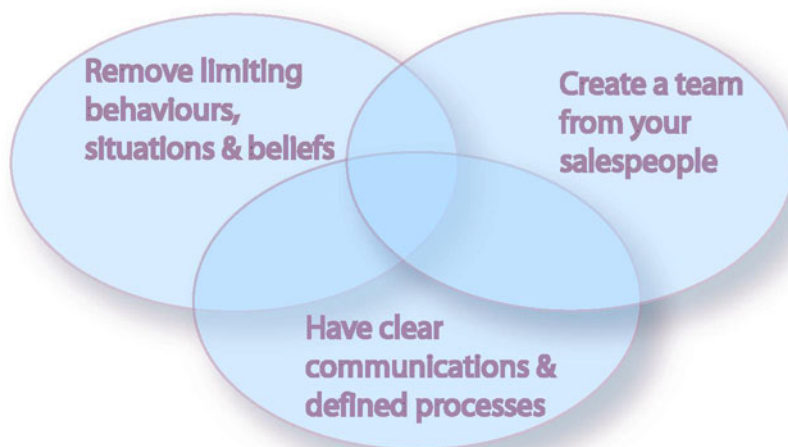 Remove limiting
behaviours,
situations & beliefs
Create a team
from your
salespeople
Have clear
communications &
defined processes